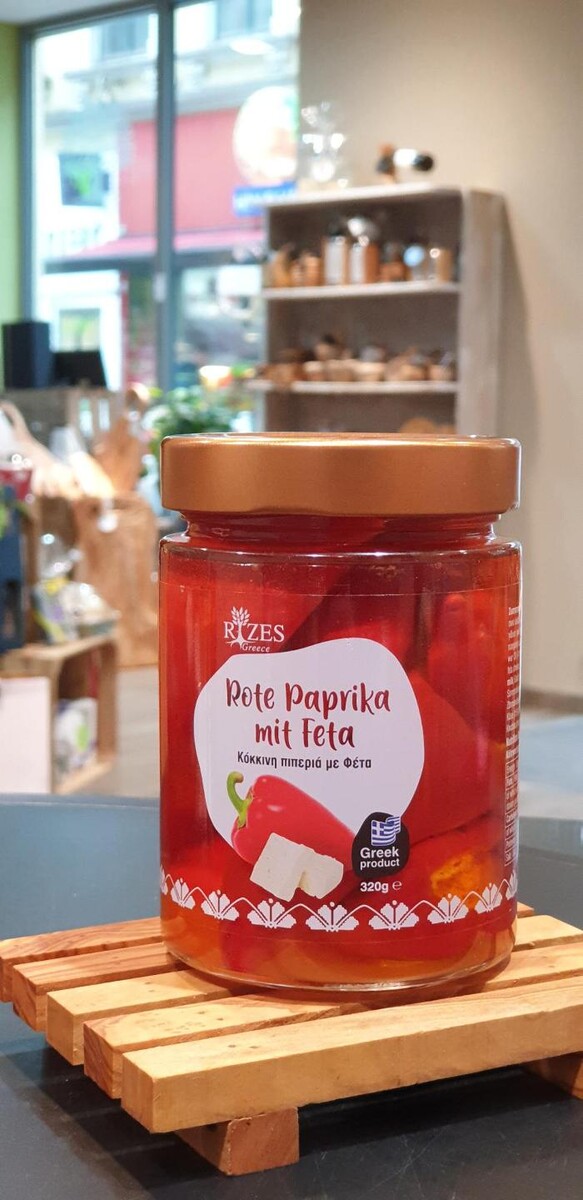 RIZES
Greece
Rote Paprika
mit Feta
Κόκκινη πιπεριά με Φέτα
Greek
product
320g ℮